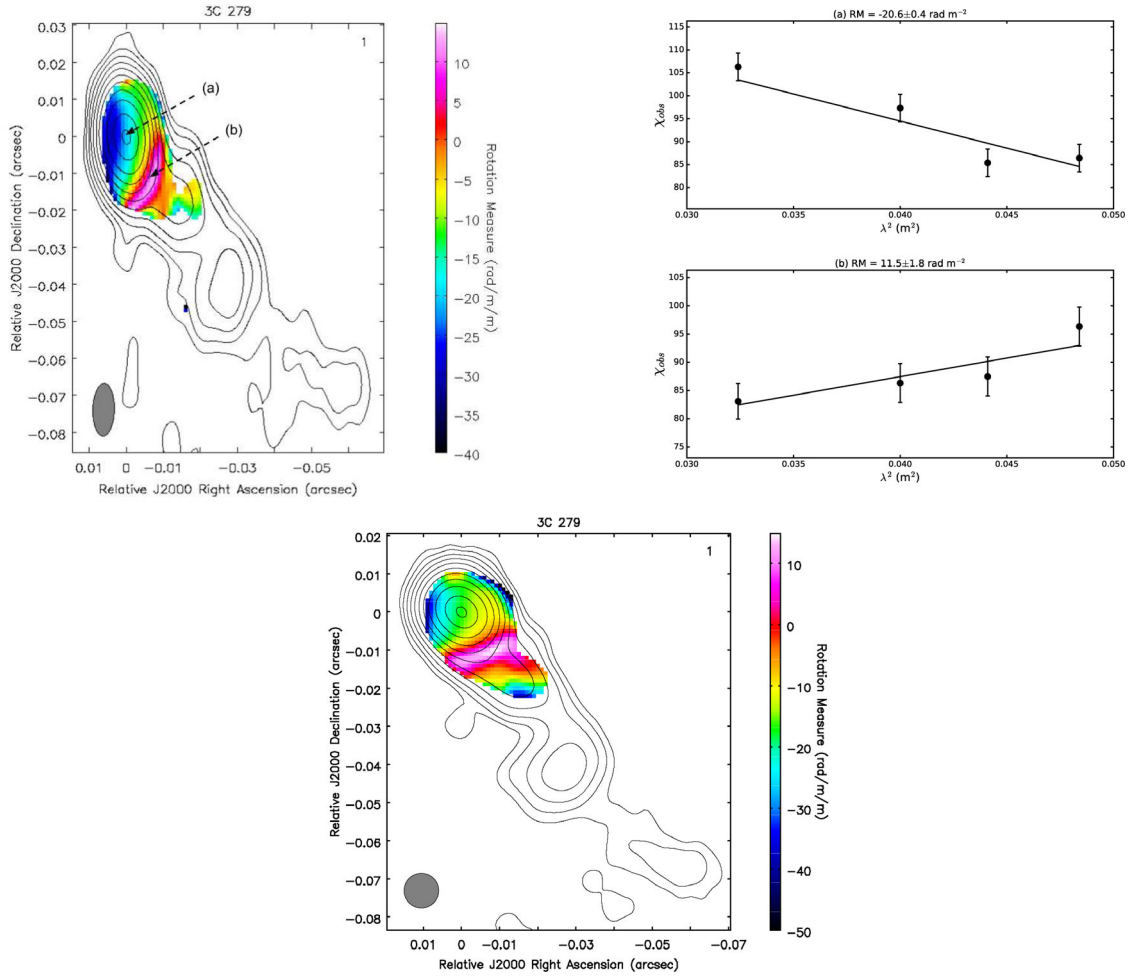 3C 279
1
(a)
(b)
0.03
0.02
0.01
0
−0.01
−0.02
−0.03
−0.04
−0.05
−0.06
−0.07
−0.08
Relative J2000 Declination (arcsec)
0.01 0 −0.01 −0.03 −0.05
Relative J2000 Right Ascension (arcsec)
10
5
0
−5
−10
−15
−20
−25
−30
−35
−40
Rotation Measure (rad/m/m)
(a) RM = -20.6±0.4 rad m⁻²
115
110
105
100
95
90
85
80
χobs
0.030 0.035 0.040 0.045 0.050
λ² (m²)
(b) RM = 11.5±1.8 rad m⁻²
105
100
95
90
85
80
75
χobs
0.030 0.035 0.040 0.045 0.050
λ² (m²)
3C 279
1
0.02
0.01
0
−0.01
−0.02
−0.03
−0.04
−0.05
−0.06
−0.07
−0.08
Relative J2000 Declination (arcsec)
0.01 0 −0.01 −0.03 −0.05 −0.07
Relative J2000 Right Ascension (arcsec)
10
0
−10
−20
−30
−40
−50
Rotation Measure (rad/m/m)